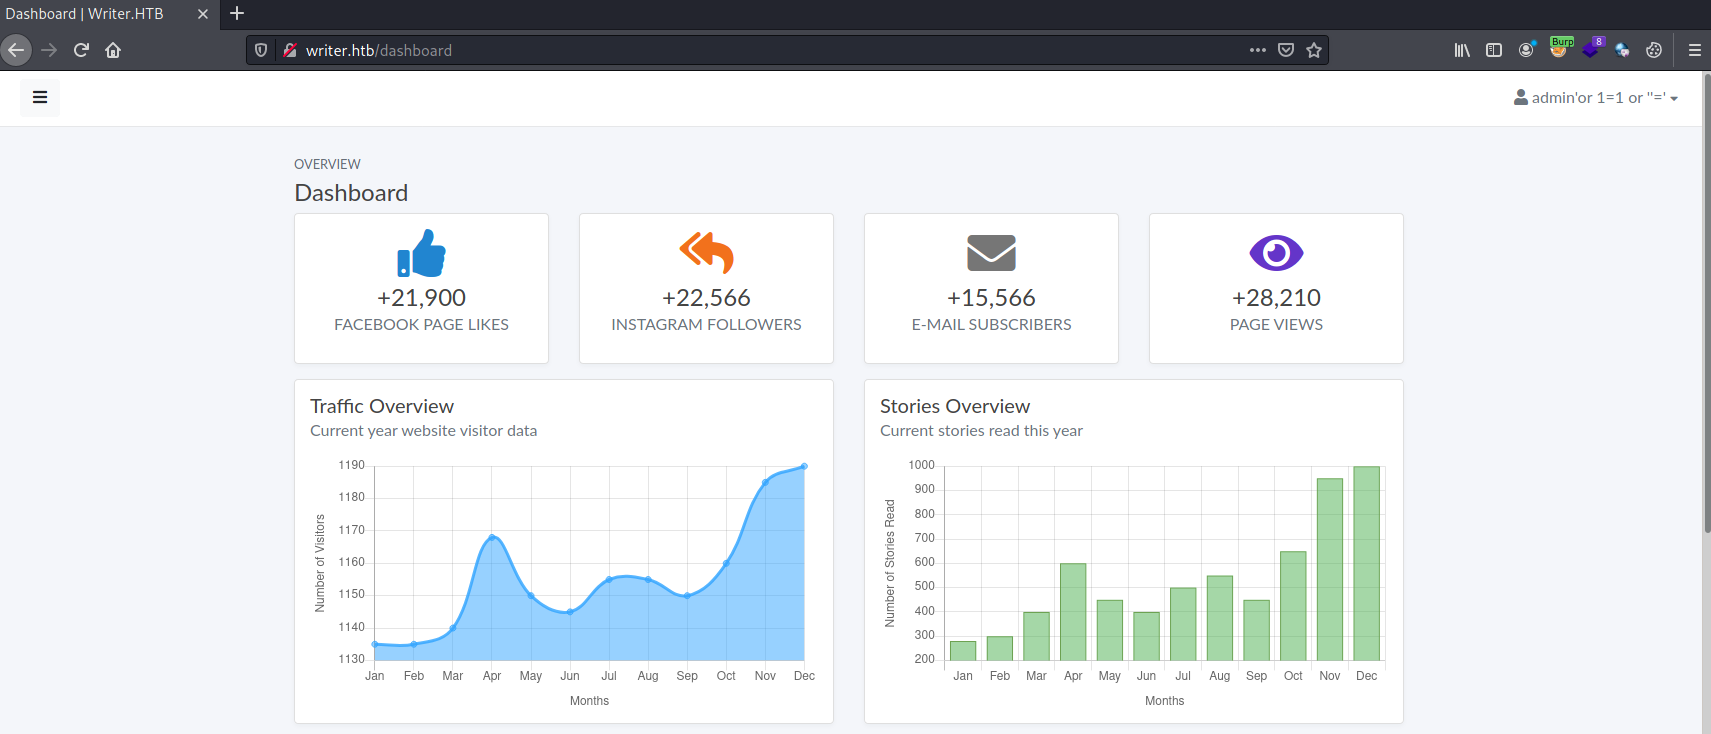 Dashboard | Writer.HTB
writer.htb/dashboard
Burp
8
admin'or 1=1 or ''='
OVERVIEW
Dashboard
+21,900
FACEBOOK PAGE LIKES
+22,566
INSTAGRAM FOLLOWERS
+15,566
E-MAIL SUBSCRIBERS
+28,210
PAGE VIEWS
Traffic Overview
Current year website visitor data
Number of Visitors
1190
1180
1170
1160
1150
1140
1130
Jan Feb Mar Apr May Jun Jul Aug Sep Oct Nov Dec
Months
Stories Overview
Current stories read this year
Number of Stories Read
1000
900
800
700
600
500
400
300
200
Jan Feb Mar Apr May Jun Jul Aug Sep Oct Nov Dec
Months